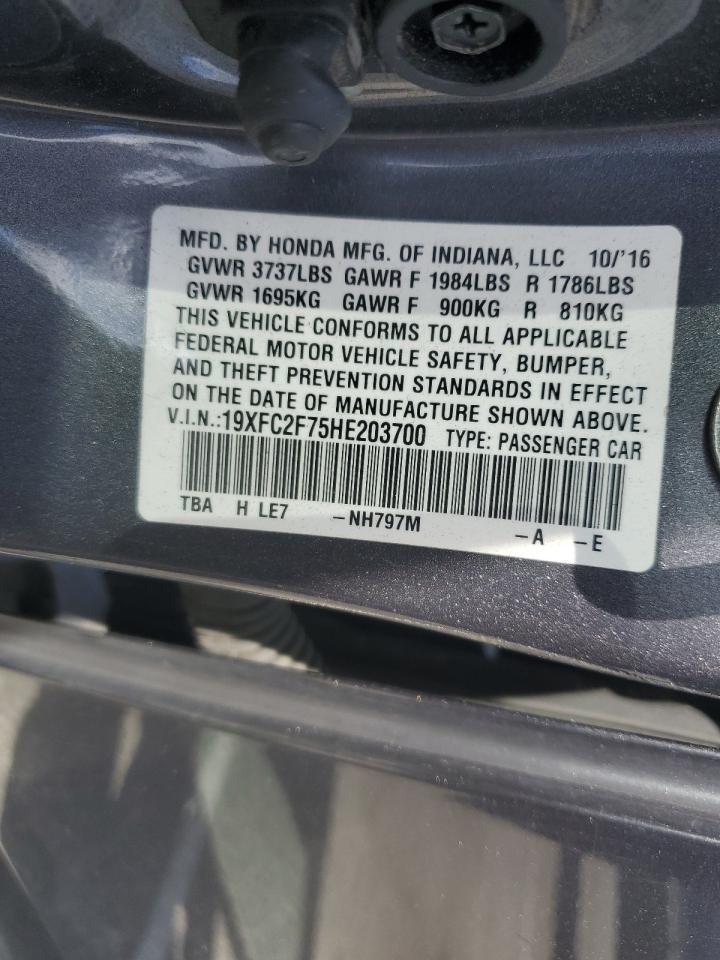 MFD. BY HONDA MFG. OF INDIANA, LLC 10/'16
GVWR 3737LBS GAWR F 1984LBS R 1786LBS
GVWR 1695KG GAWR F 900KG R 810KG
THIS VEHICLE CONFORMS TO ALL APPLICABLE
FEDERAL MOTOR VEHICLE SAFETY, BUMPER,
AND THEFT PREVENTION STANDARDS IN EFFECT
ON THE DATE OF MANUFACTURE SHOWN ABOVE.
V.I.N.:19XFC2F75HE203700 TYPE: PASSENGER CAR
TBA H LE7 -NH797M -A -E